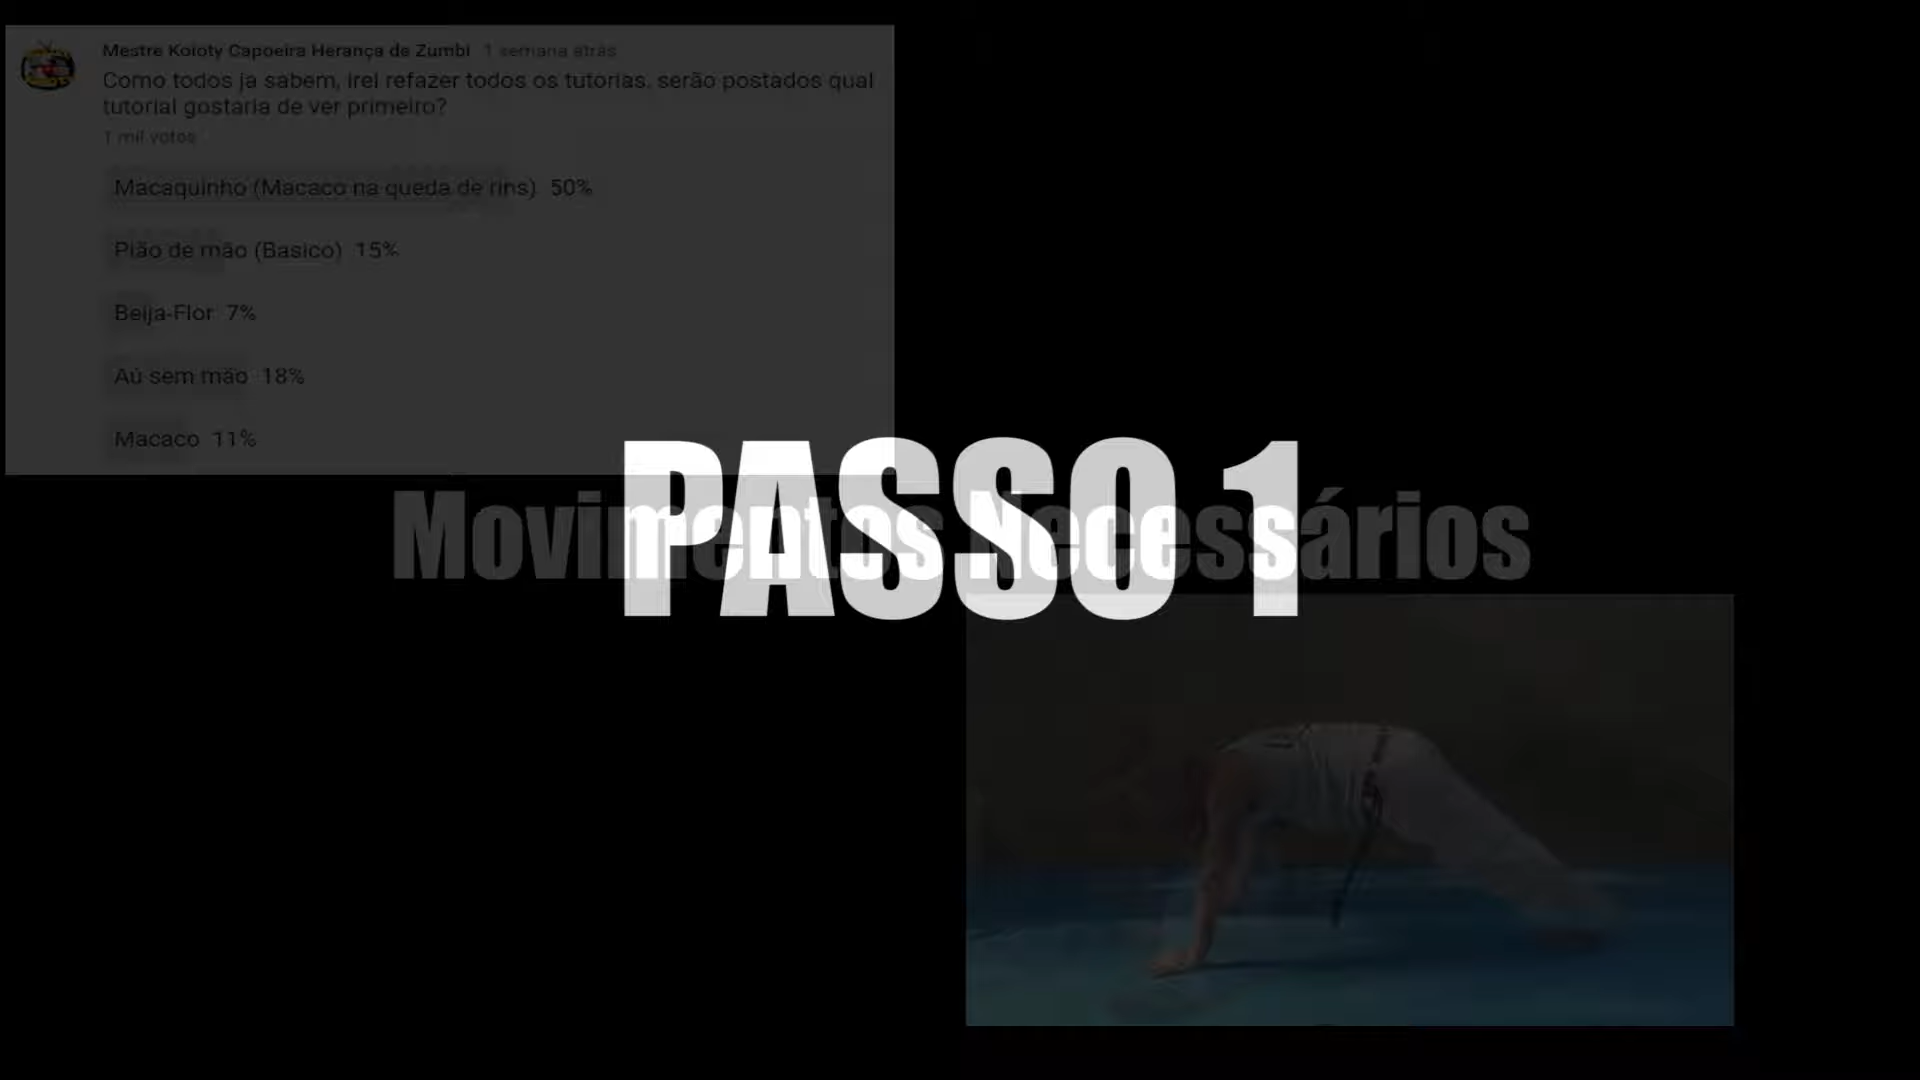 Mestre Koioty Capoeira Herança de Zumbi 1 semana atrás
Como todos ja sabem, irei refazer todos os tutorias, serão postados qual
tutorial gostaria de ver primeiro?
1 mil votos
Macaquinho (Macaco na queda de rins) 50%
Pião de mão (Basico) 15%
Beija-Flor 7%
Aú sem mão 18%
Macaco 11%
PASSO 1
Movimentos Necessários